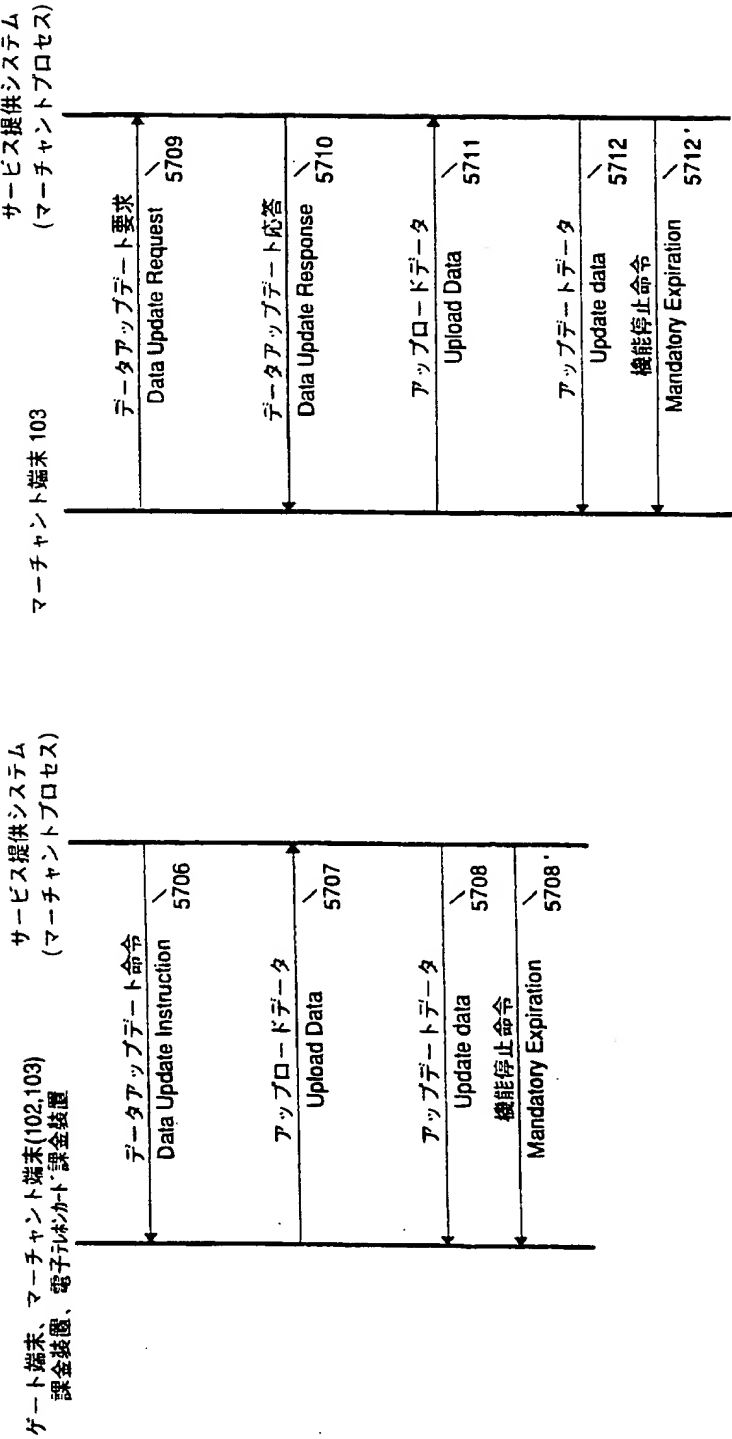 ゲート端末、マーチャント端末(102,103)
課金装置、電子テレホンカード課金装置
サービス提供システム
(マーチャントプロセス)
データアップデート命令
Data Update Instruction
5706
アップロードデータ
Upload Data
5707
アップデートデータ
Update data
5708
機能停止命令
Mandatory Expiration
5708'
マーチャント端末 103
サービス提供システム
(マーチャントプロセス)
データアップデート要求
Data Update Request
5709
データアップデート応答
Data Update Response
5710
アップロードデータ
Upload Data
5711
アップデートデータ
Update data
5712
機能停止命令
Mandatory Expiration
5712'